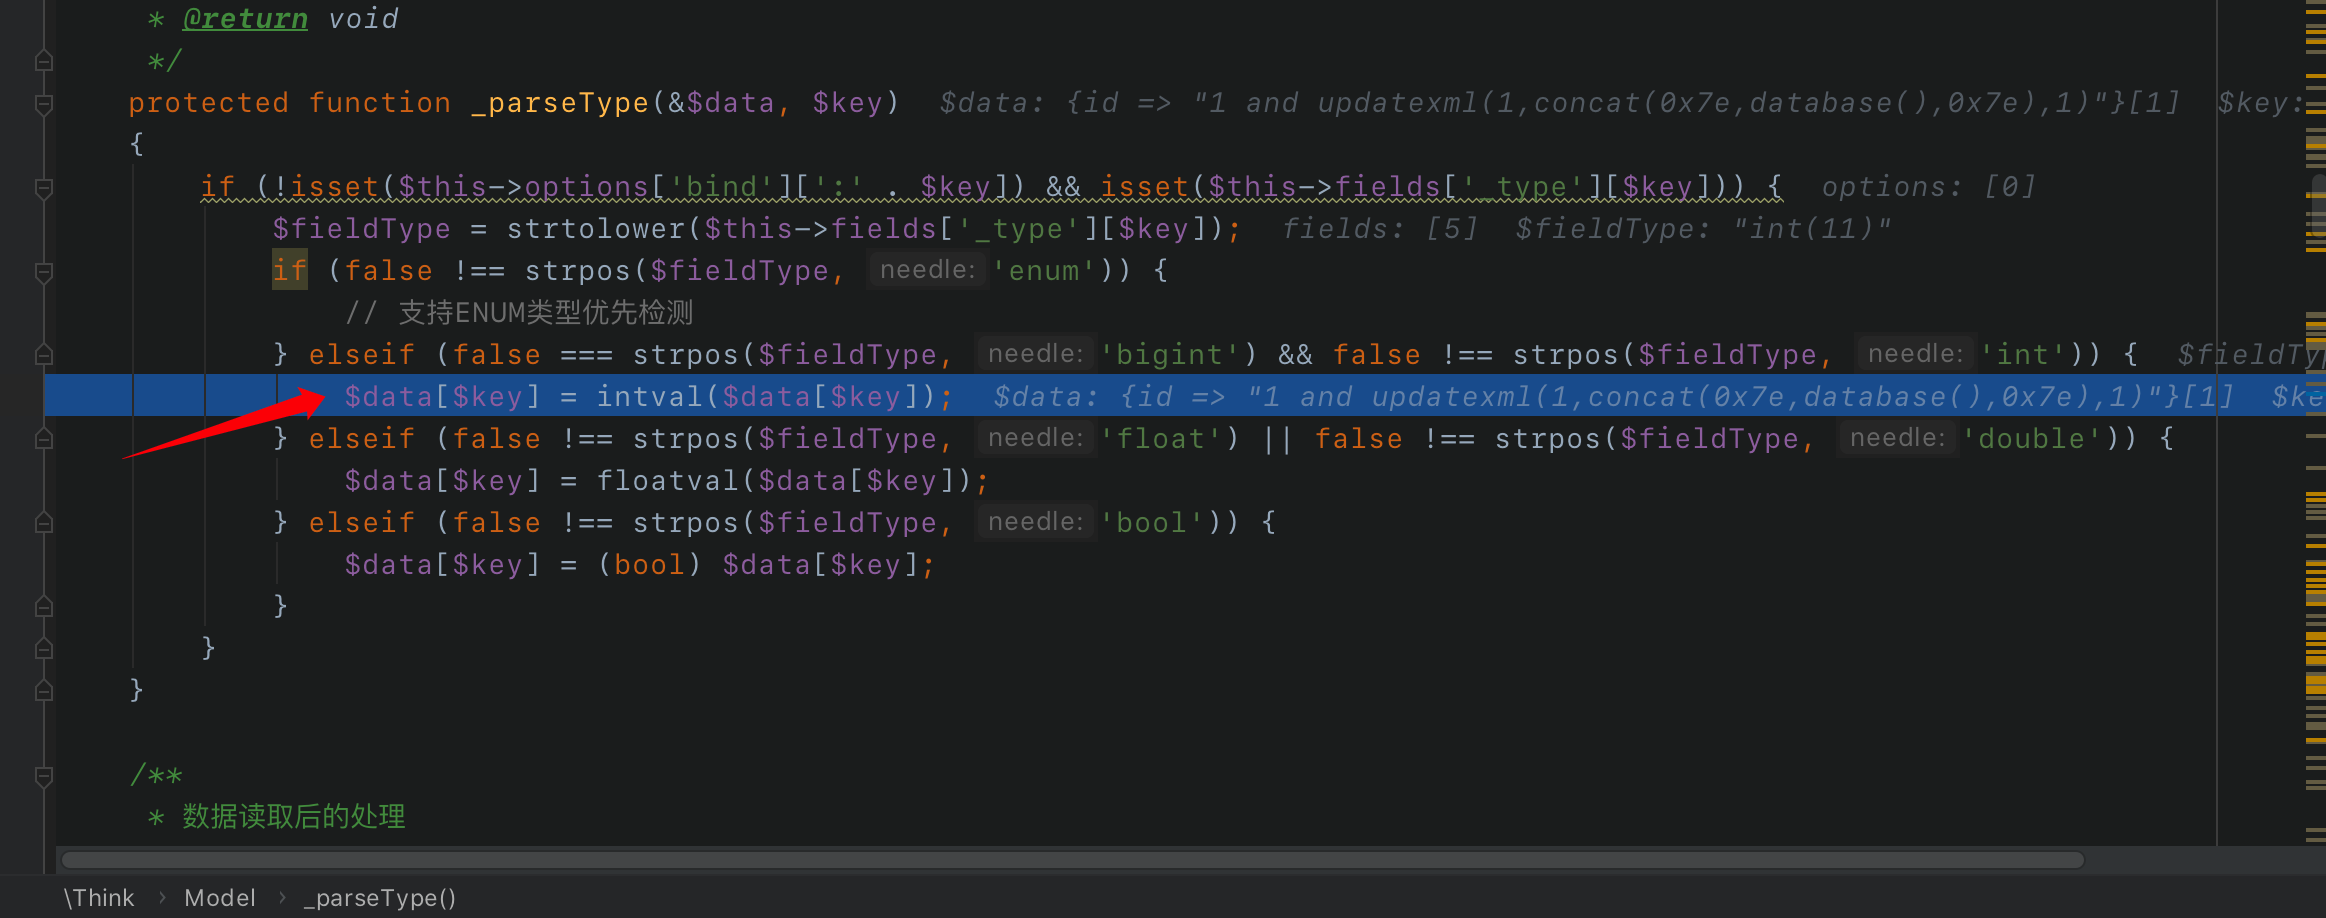 * @return void
*/
protected function _parseType(&$data, $key) $data: {id => "1 and updatexml(1,concat(0x7e,database(),0x7e),1)"}[1] $key:
{
if (!isset($this->options['bind'][':' . $key]) && isset($this->fields['_type'][$key])) { options: [0]
$fieldType = strtolower($this->fields['_type'][$key]); fields: [5] $fieldType: "int(11)"
if (false !== strpos($fieldType, needle: 'enum')) {
// 支持ENUM类型优先检测
} elseif (false === strpos($fieldType, needle: 'bigint') && false !== strpos($fieldType, needle: 'int')) { $fieldTyp
$data[$key] = intval($data[$key]); $data: {id => "1 and updatexml(1,concat(0x7e,database(),0x7e),1)"}[1] $ke
} elseif (false !== strpos($fieldType, needle: 'float') || false !== strpos($fieldType, needle: 'double')) {
$data[$key] = floatval($data[$key]);
} elseif (false !== strpos($fieldType, needle: 'bool')) {
$data[$key] = (bool) $data[$key];
}
}
}
/**
* 数据读取后的处理
\Think › Model › _parseType()